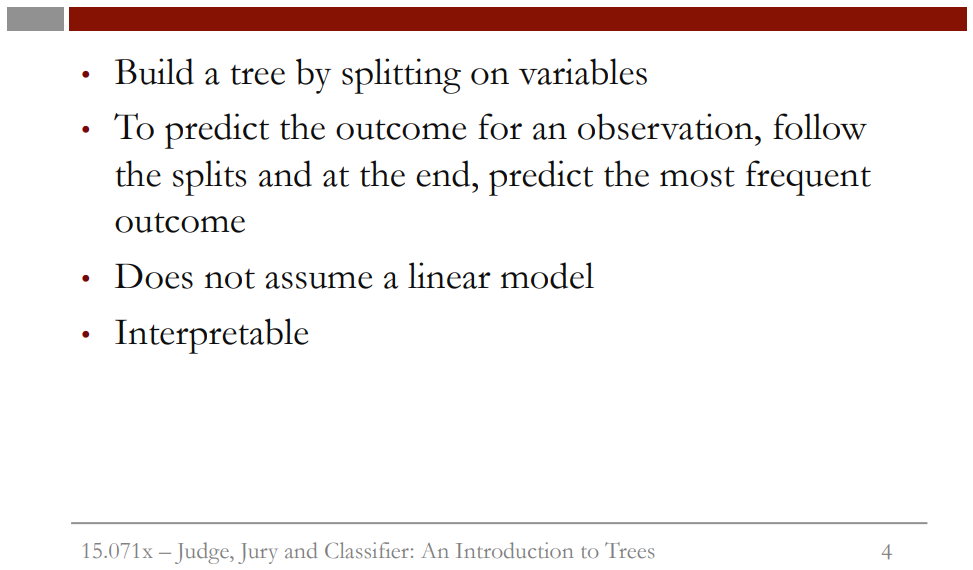 • Build a tree by splitting on variables
• To predict the outcome for an observation, follow
the splits and at the end, predict the most frequent
outcome
• Does not assume a linear model
• Interpretable
15.071x – Judge, Jury and Classifier: An Introduction to Trees 4